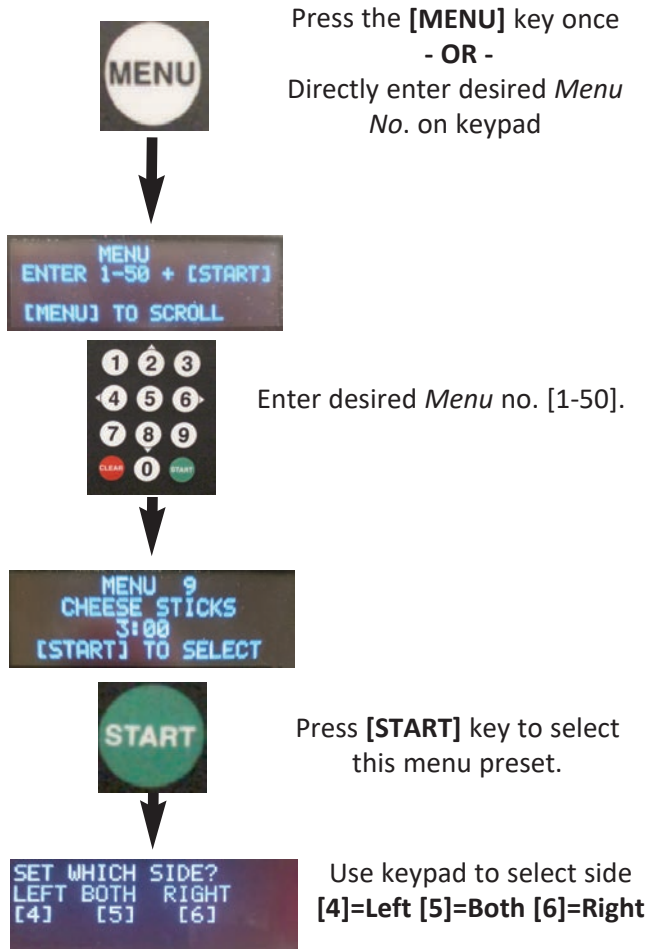 Press the [MENU] key once
- OR -
Directly enter desired Menu
No. on keypad
MENU
MENU
ENTER 1-50 + [START]
[MENU] TO SCROLL
1 2 3
4 5 6
7 8 9
CLEAR 0 START
Enter desired Menu no. [1-50].
MENU 9
CHEESE STICKS
3:00
[START] TO SELECT
START
Press [START] key to select
this menu preset.
SET WHICH SIDE?
LEFT BOTH RIGHT
[4] [5] [6]
Use keypad to select side
[4]=Left [5]=Both [6]=Right